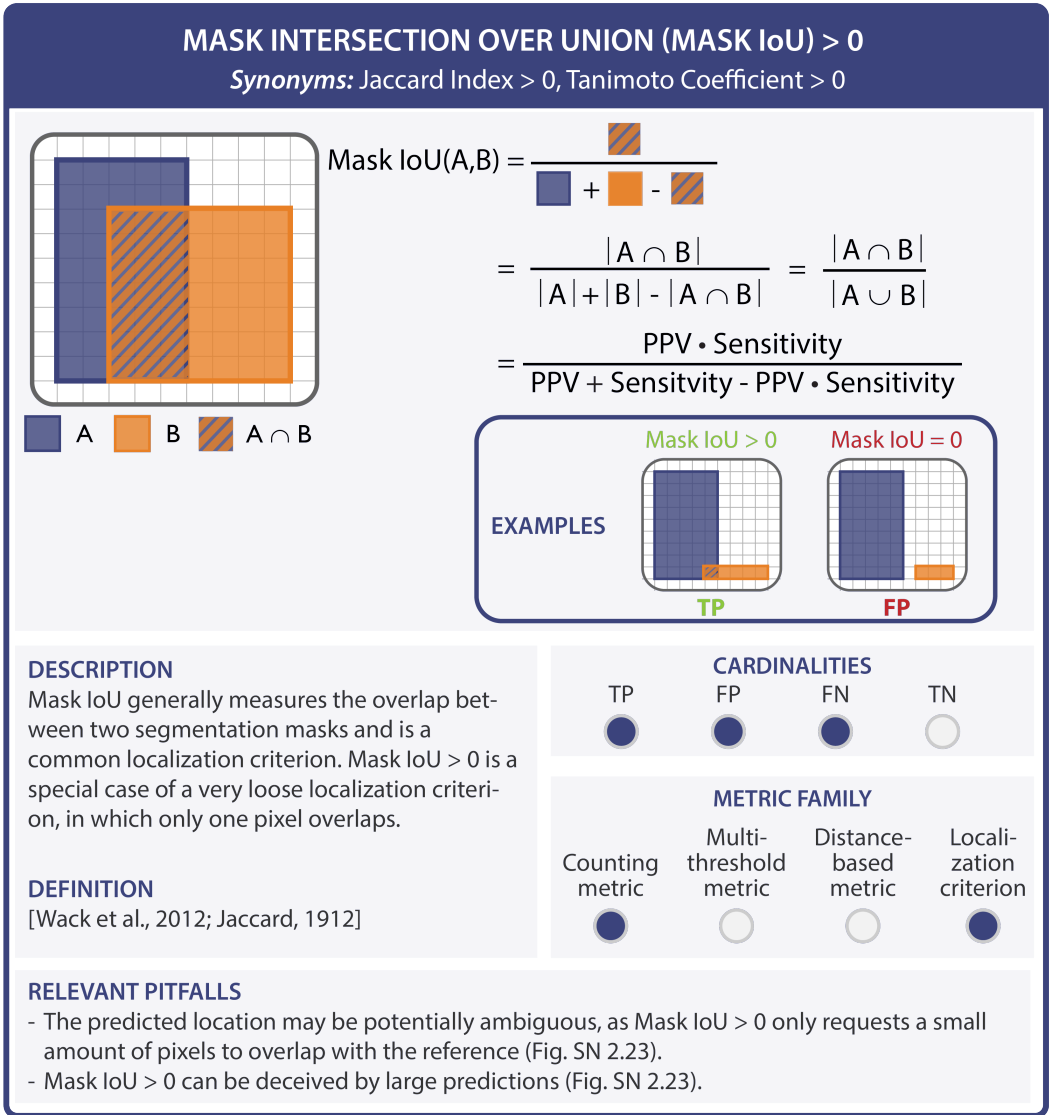 MASK INTERSECTION OVER UNION (MASK IoU) > 0
Synonyms: Jaccard Index > 0, Tanimoto Coefficient > 0
Mask IoU(A,B) =
+ -
= |A ∩ B| / |A|+|B| - |A ∩ B| = |A ∩ B| / |A ∪ B|
= PPV • Sensitivity / PPV + Sensitvity - PPV • Sensitivity
A B A ∩ B
EXAMPLES
Mask IoU > 0
TP
Mask IoU = 0
FP
DESCRIPTION
Mask IoU generally measures the overlap bet-
ween two segmentation masks and is a
common localization criterion. Mask IoU > 0 is a
special case of a very loose localization criteri-
on, in which only one pixel overlaps.
DEFINITION
[Wack et al., 2012; Jaccard, 1912]
CARDINALITIES
TP FP FN TN
METRIC FAMILY
Counting
metric
Multi-
threshold
metric
Distance-
based
metric
Locali-
zation
criterion
RELEVANT PITFALLS
- The predicted location may be potentially ambiguous, as Mask IoU > 0 only requests a small
amount of pixels to overlap with the reference (Fig. SN 2.23).
- Mask IoU > 0 can be deceived by large predictions (Fig. SN 2.23).